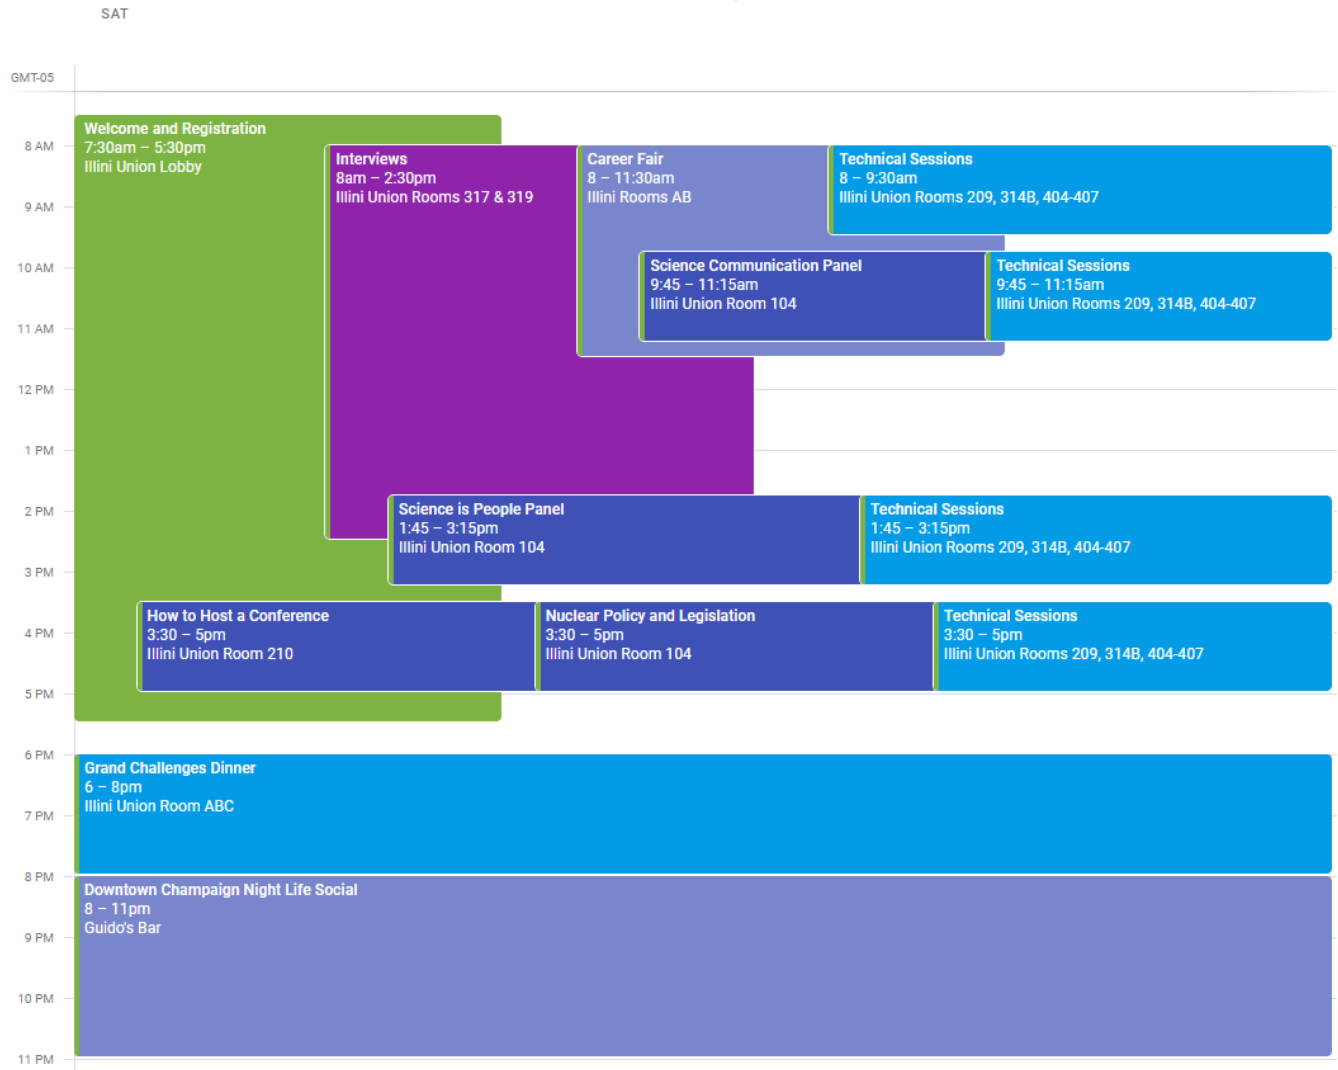 SAT
GMT-05
Welcome and Registration
7:30am – 5:30pm
Illini Union Lobby
8 AM
Interviews
8am – 2:30pm
Illini Union Rooms 317 & 319
Career Fair
8 – 11:30am
Illini Rooms AB
Technical Sessions
8 – 9:30am
Illini Union Rooms 209, 314B, 404-407
9 AM
10 AM
Science Communication Panel
9:45 – 11:15am
Illini Union Room 104
Technical Sessions
9:45 – 11:15am
Illini Union Rooms 209, 314B, 404-407
11 AM
12 PM
1 PM
2 PM
Science is People Panel
1:45 – 3:15pm
Illini Union Room 104
Technical Sessions
1:45 – 3:15pm
Illini Union Rooms 209, 314B, 404-407
3 PM
How to Host a Conference
3:30 – 5pm
Illini Union Room 210
Nuclear Policy and Legislation
3:30 – 5pm
Illini Union Room 104
Technical Sessions
3:30 – 5pm
Illini Union Rooms 209, 314B, 404-407
4 PM
5 PM
6 PM
Grand Challenges Dinner
6 – 8pm
Illini Union Room ABC
7 PM
8 PM
Downtown Champaign Night Life Social
8 – 11pm
Guido's Bar
9 PM
10 PM
11 PM